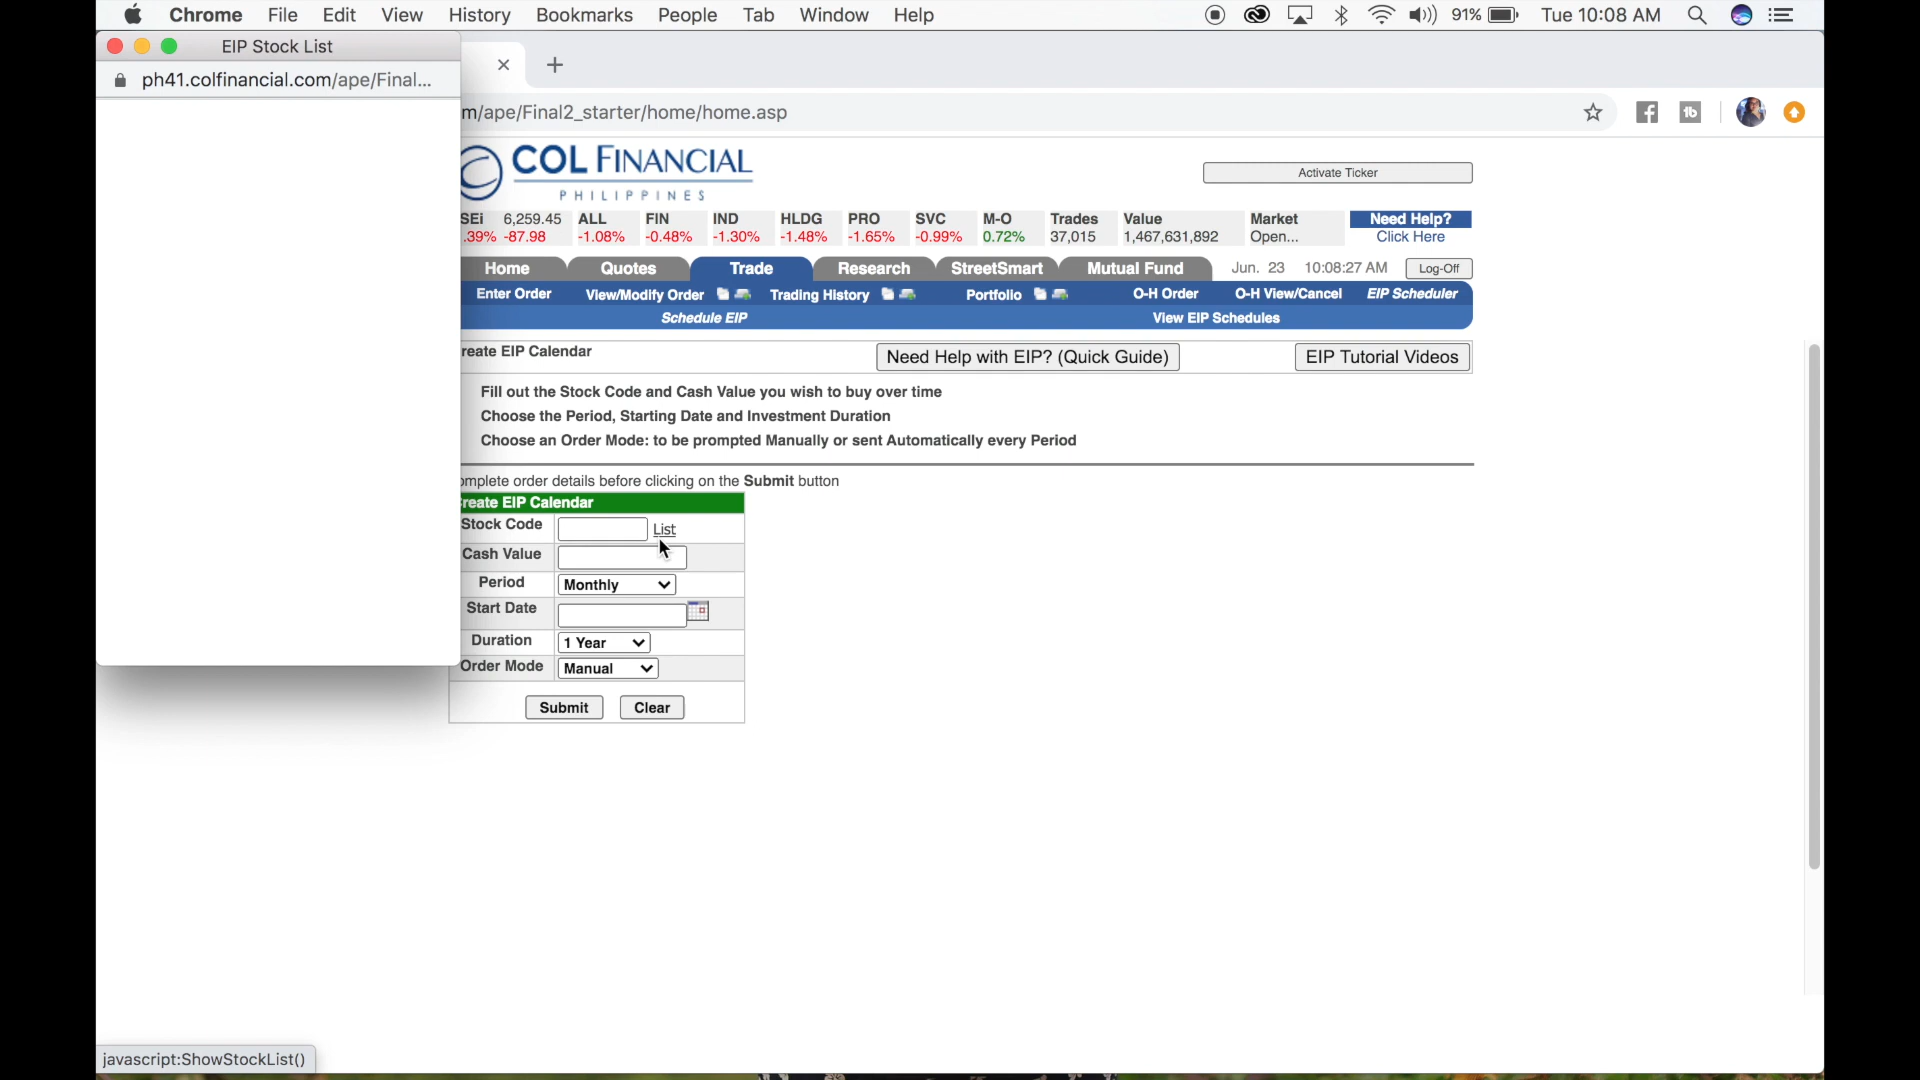 Chrome File Edit View History Bookmarks People Tab Window Help 91% Tue 10:08 AM
EIP Stock List
ph41.colfinancial.com/ape/Final...
m/ape/Final2_starter/home/home.asp
COL FINANCIAL
PHILIPPINES
Activate Ticker
SEi 6,259.45 ALL FIN IND HLDG PRO SVC M-O Trades Value Market Need Help?
.39% -87.98 -1.08% -0.48% -1.30% -1.48% -1.65% -0.99% 0.72% 37,015 1,467,631,892 Open... Click Here
Home Quotes Trade Research StreetSmart Mutual Fund Jun. 23 10:08:27 AM Log-Off
Enter Order View/Modify Order Trading History Portfolio O-H Order O-H View/Cancel EIP Scheduler
Schedule EIP View EIP Schedules
reate EIP Calendar Need Help with EIP? (Quick Guide) EIP Tutorial Videos
Fill out the Stock Code and Cash Value you wish to buy over time
Choose the Period, Starting Date and Investment Duration
Choose an Order Mode: to be prompted Manually or sent Automatically every Period
omplete order details before clicking on the Submit button
reate EIP Calendar
Stock Code List
Cash Value
Period Monthly
Start Date
Duration 1 Year
Order Mode Manual
Submit Clear
javascript:ShowStockList()